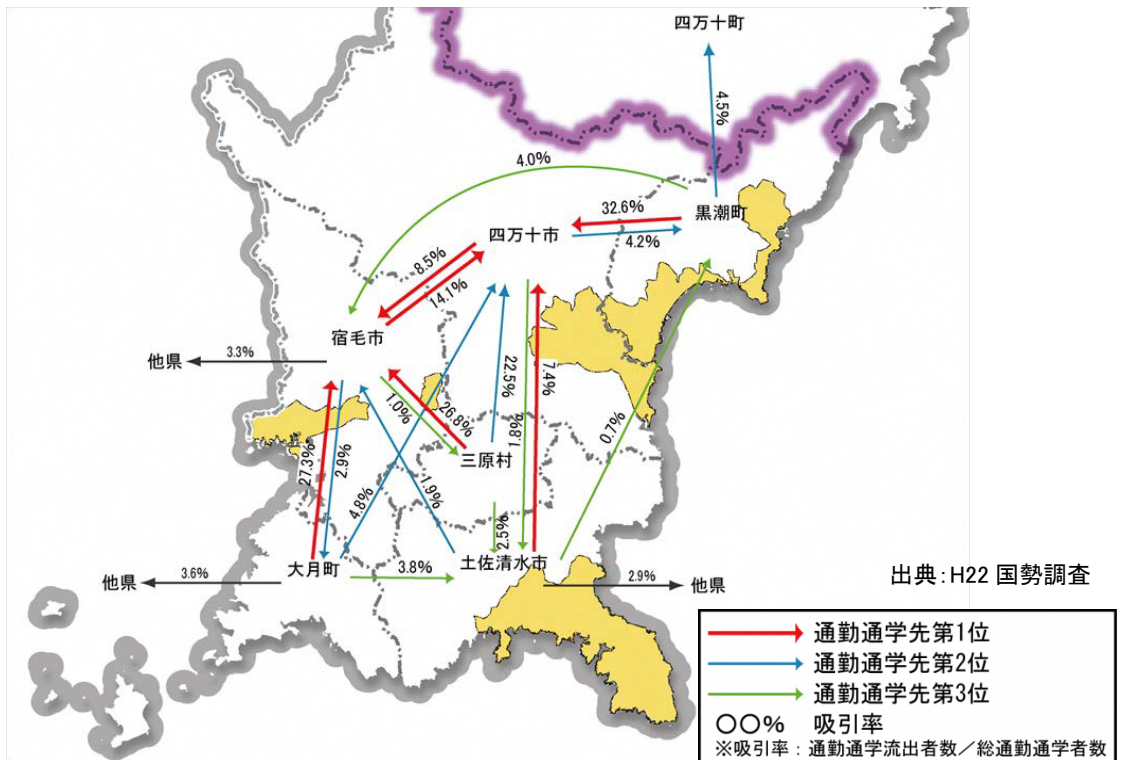 四万十町
4.5%
4.0%
32.6%
黒潮町
四万十市
4.2%
8.5%
14.1%
宿毛市
他県
3.3%
22.5%
7.4%
1.0%
26.8%
1.8%
0.7%
三原村
27.3%
2.9%
4.8%
1.9%
2.5%
大月町
3.8%
土佐清水市
他県
3.6%
2.9%
他県
出典：H22 国勢調査
通勤通学先第1位
通勤通学先第2位
通勤通学先第3位
〇〇% 吸引率
※吸引率：通勤通学流出者数／総通勤通学者数